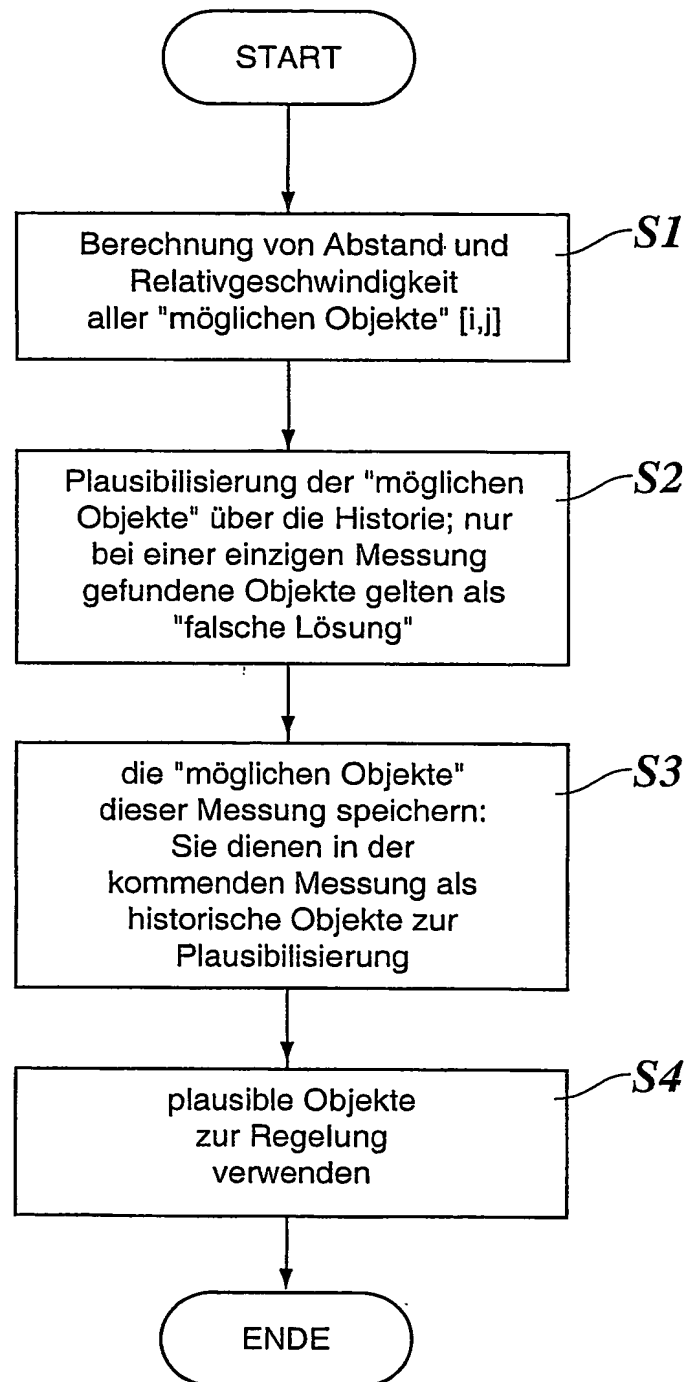 START
Berechnung von Abstand und
Relativgeschwindigkeit
aller "möglichen Objekte" [i,j]
S1
Plausibilisierung der "möglichen
Objekte" über die Historie; nur
bei einer einzigen Messung
gefundene Objekte gelten als
"falsche Lösung"
S2
die "möglichen Objekte"
dieser Messung speichern:
Sie dienen in der
kommenden Messung als
historische Objekte zur
Plausibilisierung
S3
plausible Objekte
zur Regelung
verwenden
S4
ENDE